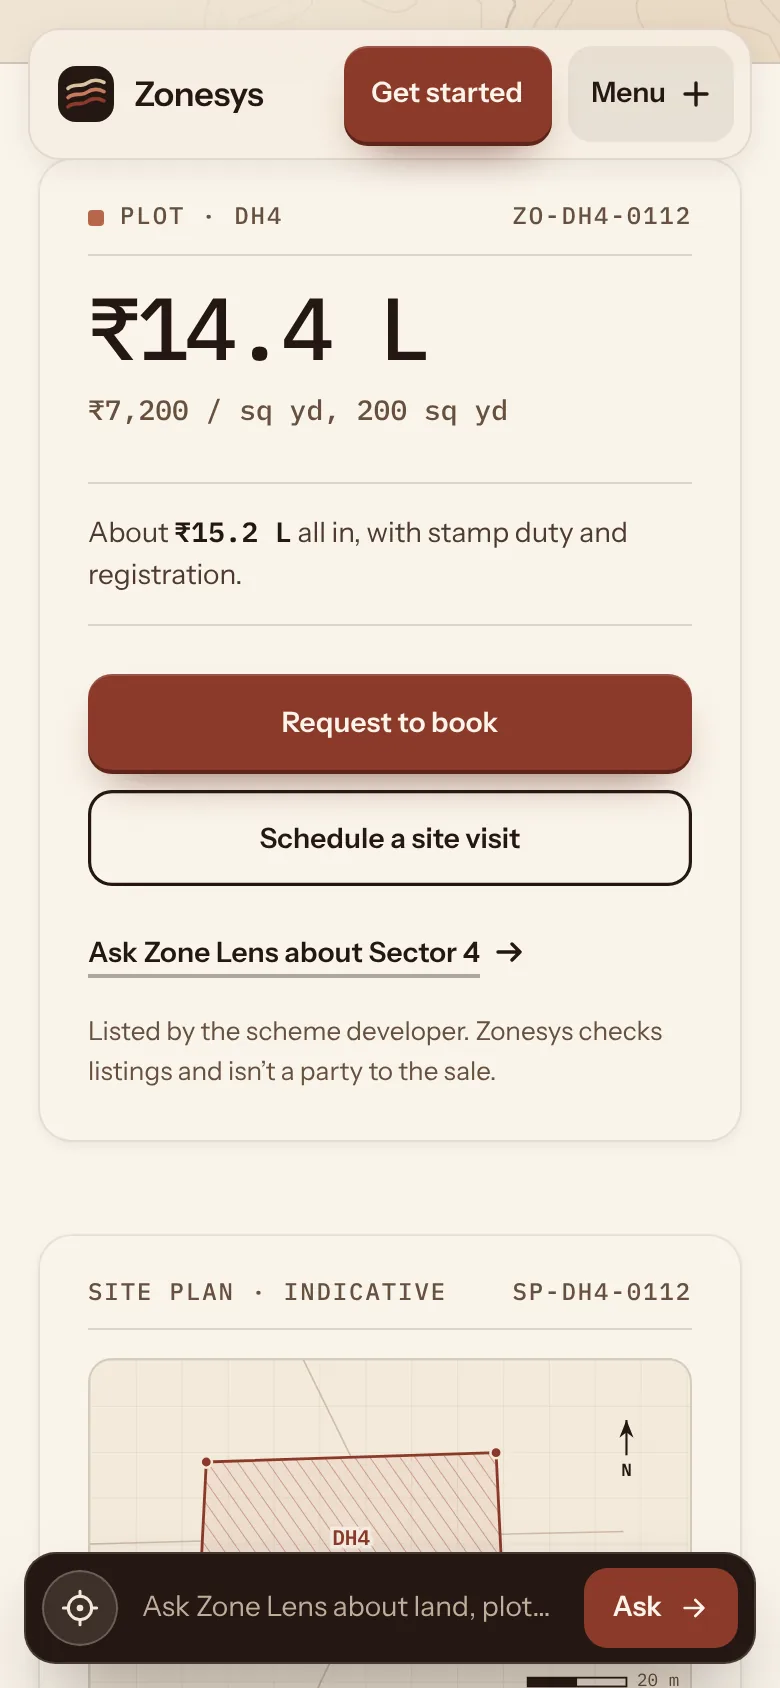 Zonesys
Get started
Menu
PLOT · DH4
ZO-DH4-0112
₹14.4 L
₹7,200 / sq yd, 200 sq yd
About ₹15.2 L all in, with stamp duty and
registration.
Request to book
Schedule a site visit
Ask Zone Lens about Sector 4 →
Listed by the scheme developer. Zonesys checks
listings and isn’t a party to the sale.
SITE PLAN · INDICATIVE
SP-DH4-0112
N
DH4
Ask Zone Lens about land, plot...
Ask →
20 m